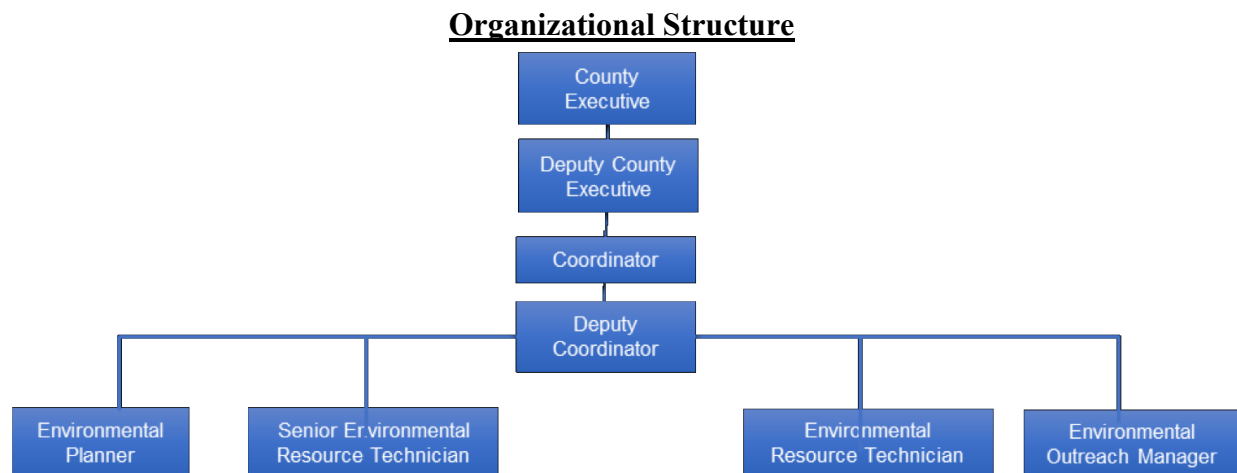 Organizational Structure
County
Executive
Deputy County
Executive
Coordinator
Deputy
Coordinator
Environmental
Planner
Senior Environmental
Resource Technician
Environmental
Resource Technician
Environmental
Outreach Manager